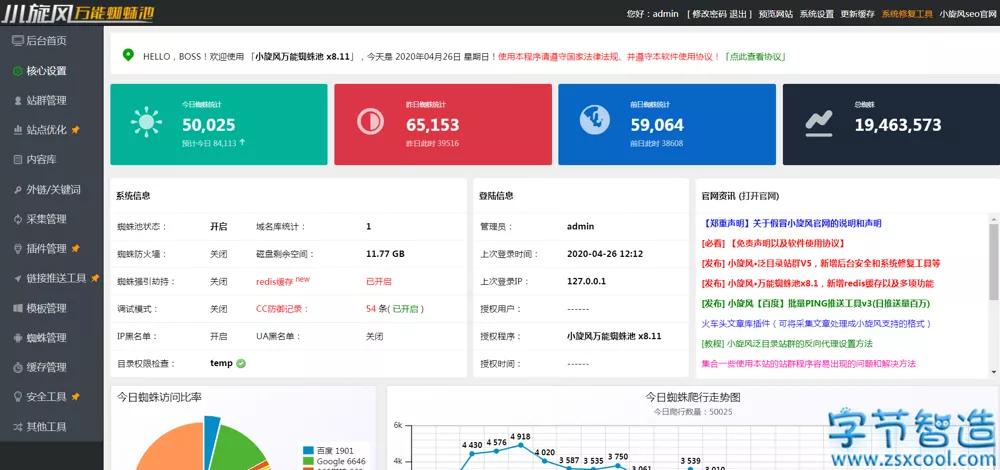 小旋风万能蜘蛛池
您好：admin [ 修改密码 退出 ] 预览网站 系统设置 更新缓存 系统修复工具 小旋风seo官网
后台首页
核心设置
站群管理
站点优化
内容库
外链/关键词
采集管理
插件管理
链接推送工具
模板管理
蜘蛛管理
缓存管理
安全工具
其他工具
HELLO，BOSS！欢迎使用 「小旋风万能蜘蛛池 x8.11」，今天是 2020年04月26日 星期日！使用本程序请遵守国家法律法规、并遵守本软件使用协议！「点此查看协议」
今日蜘蛛统计
50,025
预计今日 84,113
昨日蜘蛛统计
65,153
昨日此时 39516
前日蜘蛛统计
59,064
前日此时 38608
总蜘蛛
19,463,573
系统信息
蜘蛛池状态： 开启 域名库统计： 1
蜘蛛防火墙： 关闭 磁盘剩余空间： 11.77 GB
蜘蛛强引劫持： 关闭 redis缓存 new 已开启
调试模式： 关闭 CC防御记录： 54 条( 已开启 )
IP黑名单： 开启 UA黑名单： 关闭
目录权限检查： temp
登陆信息
管理员： admin
上次登录时间： 2020-04-26 12:12
上次登录IP： 127.0.0.1
授权用户： ------
授权程序： 小旋风万能蜘蛛池 x8.11
授权时间： ------
官网资讯 (打开官网)
【郑重声明】关于假冒小旋风官网的说明和声明
[必看] 【免责声明以及软件使用协议】
[发布] 小旋风•泛目录站群V5，新增后台安全和系统修复工具等
[发布] 小旋风•万能蜘蛛池x8.1，新增redis缓存以及多项功能
[发布] 小旋风【百度】批量PING推送工具v3(日推送量百万)
火车头文章库插件（可将采集文章处理成小旋风支持的格式）
[教程] 小旋风泛目录站群的反向代理设置方法
集合一些使用本站的站群程序容易出现的问题和解决方法
今日蜘蛛访问比率
百度 1901
Google 6646
今日蜘蛛爬行走势图
今日爬行数量：50025
6k
4k
4 430
4 576
4 918
4 020
3 587
3 535
3 750
3 061
3 539
3 010
字节智造
www.zsxcool.com